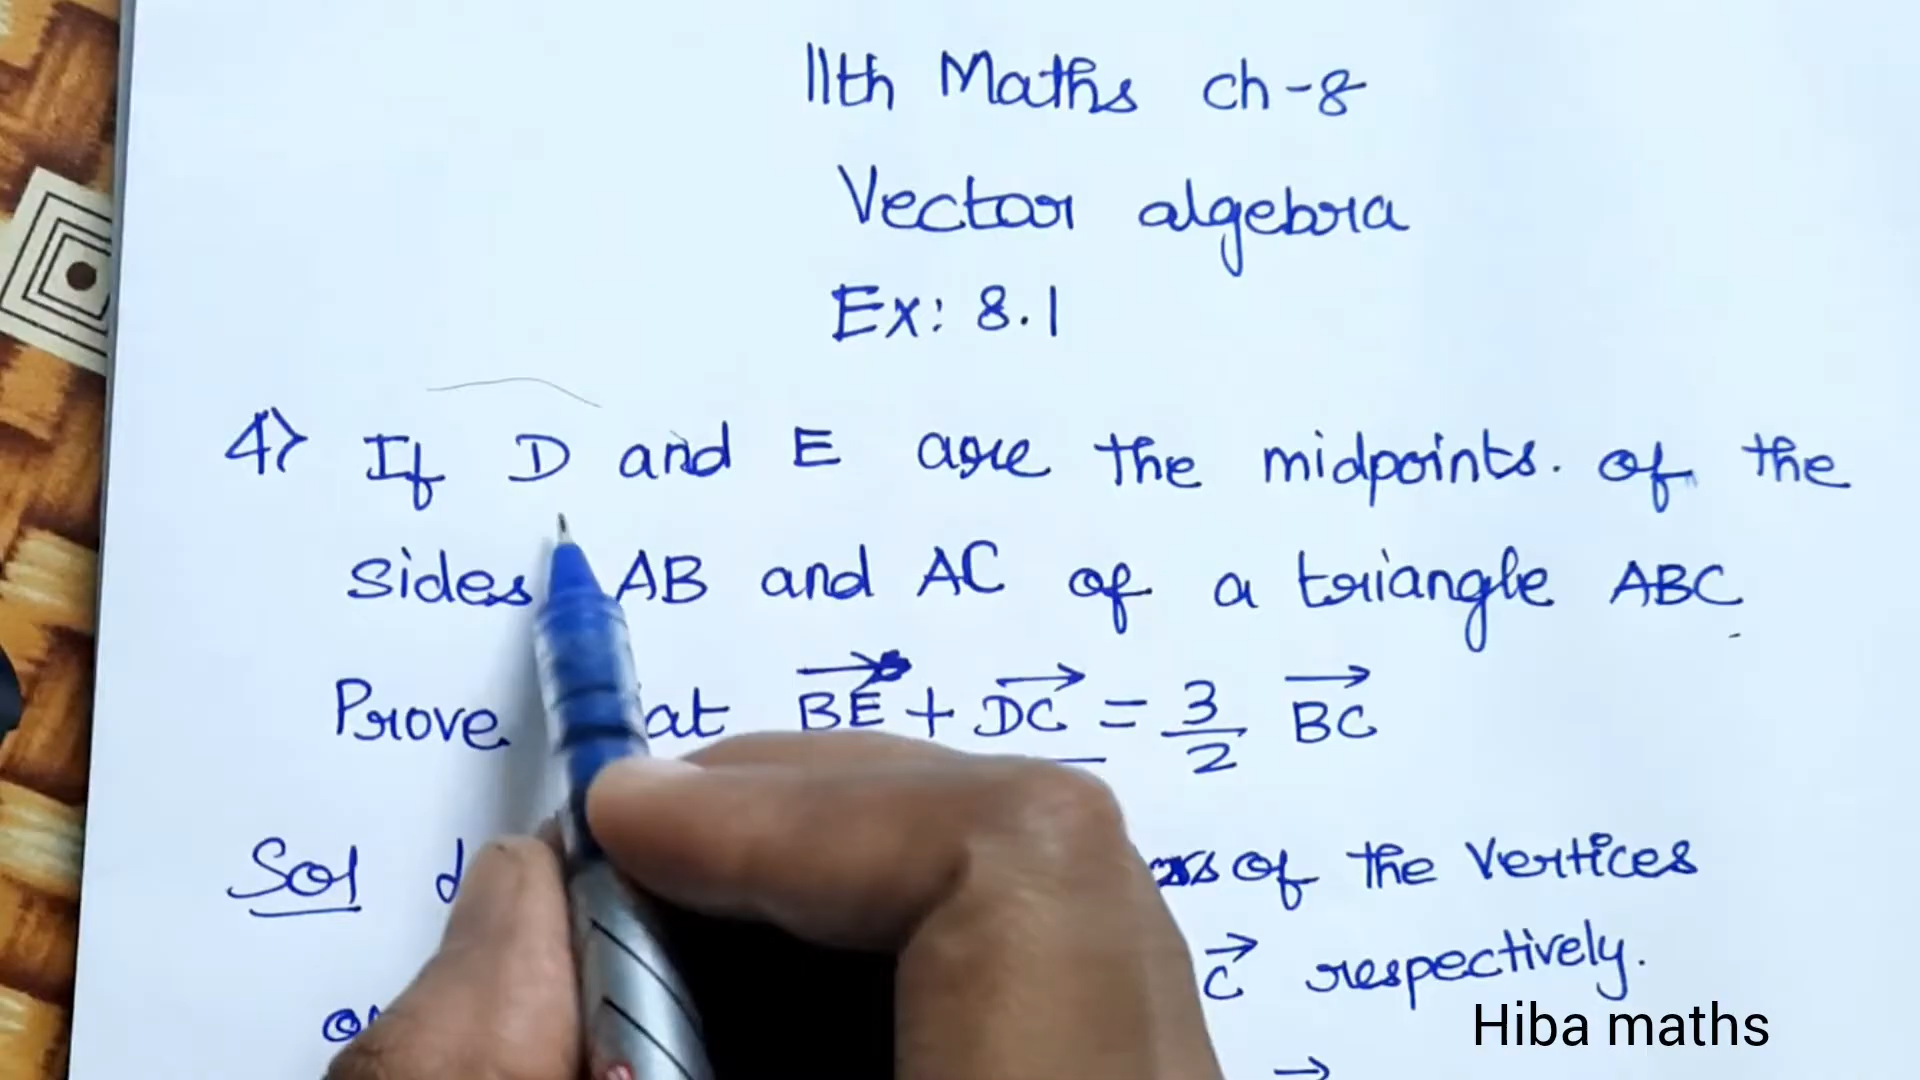 11th Maths ch-8
Vector algebra
Ex: 8.1
4) If D and E are the midpoints. of the
sides AB and AC of a triangle ABC
Prove at BE + DC = 3/2 BC
Sol of the Vertices
C respectively.
Hiba maths